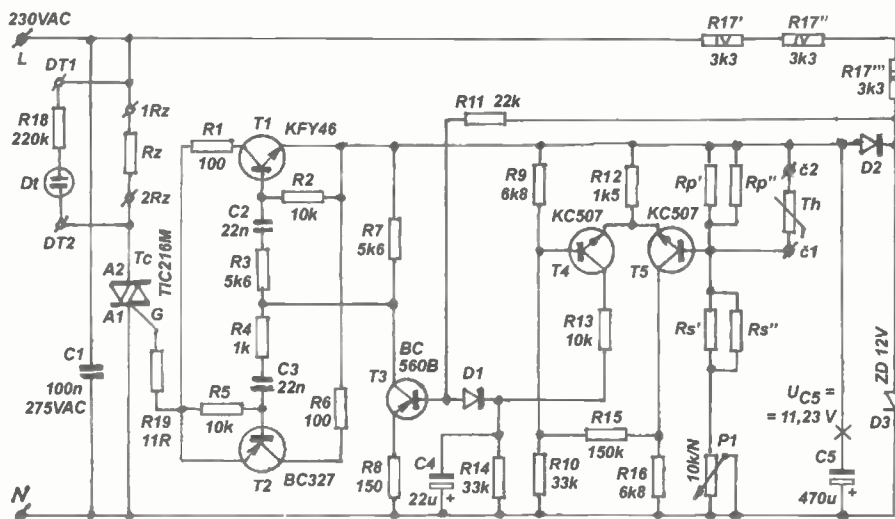 230VAC
L
DT1
R18
220k
Dt
DT2
1Rz
Rz
2Rz
Tc
TIC216M
A2
A1
G
C1
100n
275VAC
R19
11R
N
R1
100
T1
KFY46
R2
10k
C2
22n
R3
5k6
R4
1k
C3
22n
R5
10k
R6
100
T2
BC327
R7
5k6
T3
BC
560B
R8
150
R11 22k
D1
C4
22u
+
R14
33k
R9
6k8
R12
1k5
KC507
T4
KC507
T5
R13
10k
R15
150k
R10
33k
R16
6k8
R17'
3k3
R17''
3k3
R17'''
3k3
D2
Rp'
Rp''
č2
Th
č1
Rs'
Rs''
10k/N
P1
UC5 =
= 11,23 V
C5
470u
+
ZD 12V
D3